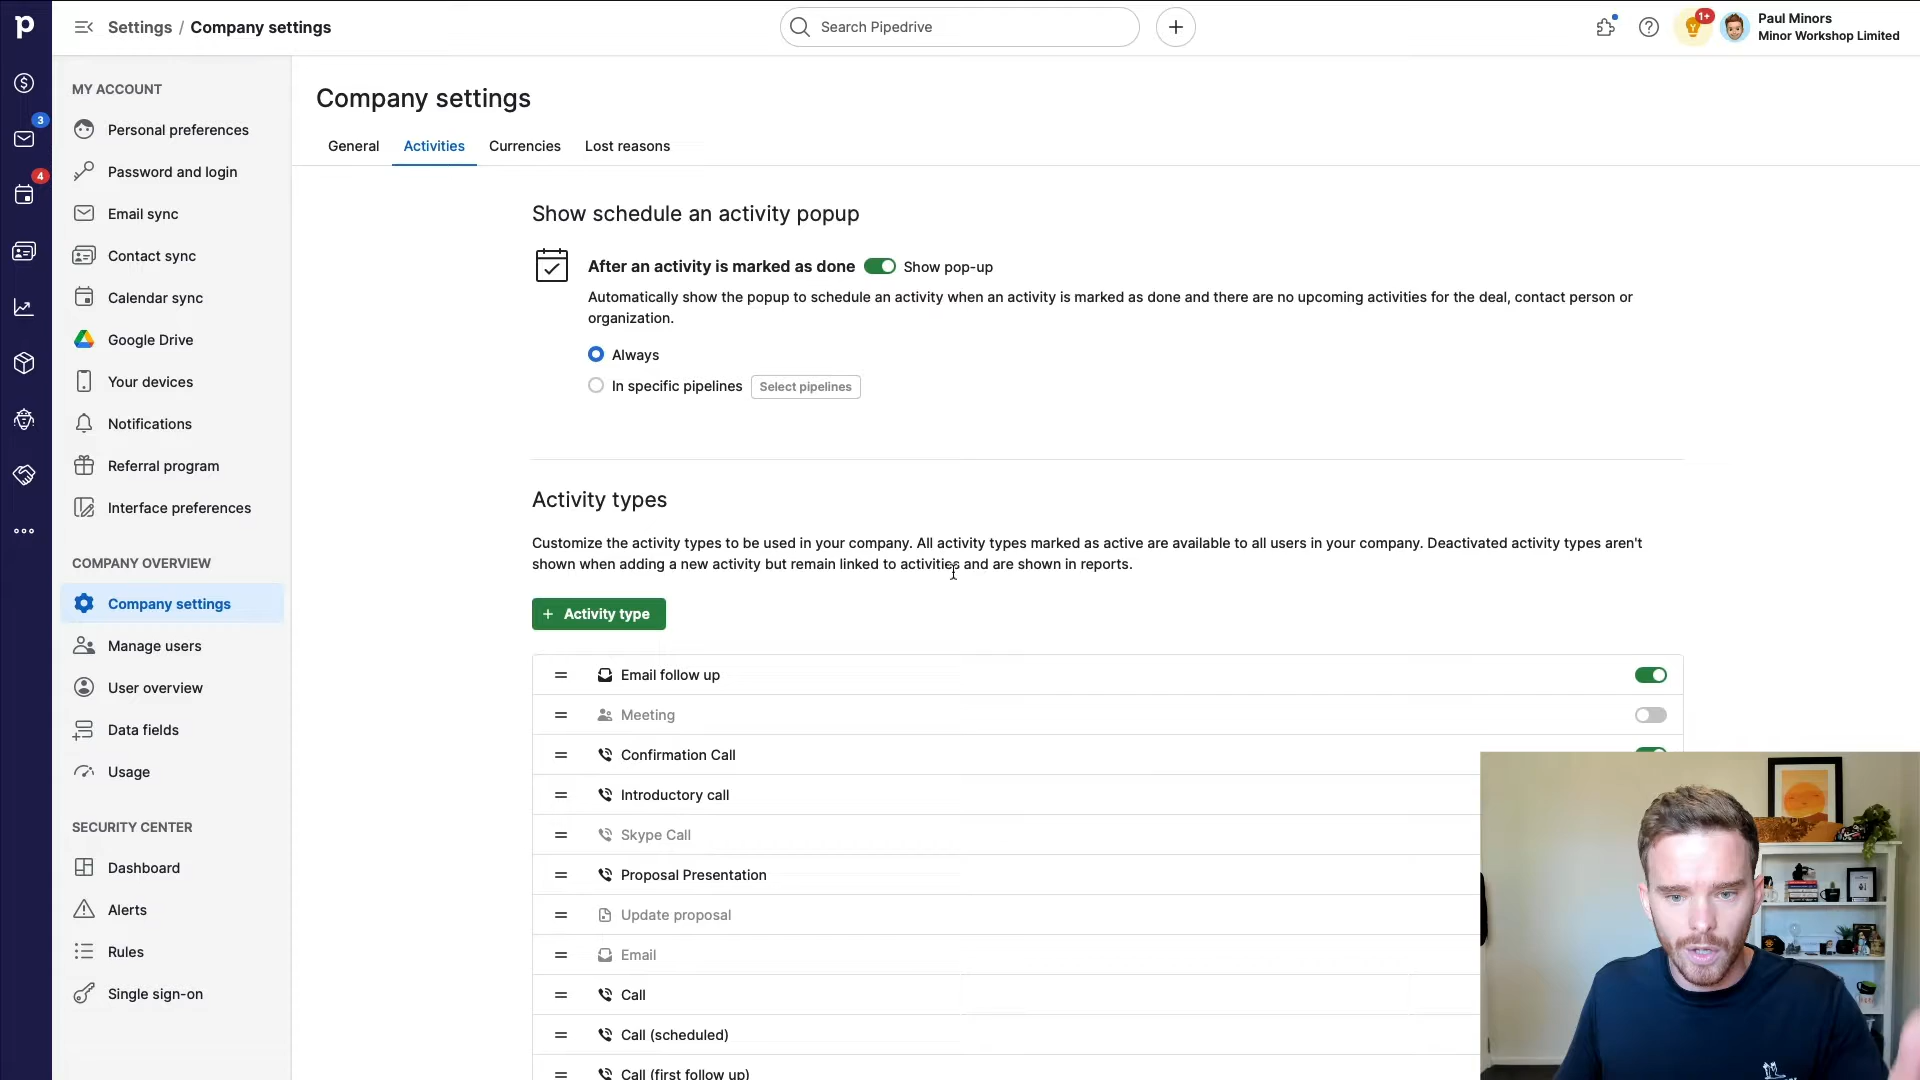 Settings / Company settings
Search Pipedrive
1+
Paul Minors
Minor Workshop Limited
3
4
MY ACCOUNT
Personal preferences
Password and login
Email sync
Contact sync
Calendar sync
Google Drive
Your devices
Notifications
Referral program
Interface preferences
COMPANY OVERVIEW
Company settings
Manage users
User overview
Data fields
Usage
SECURITY CENTER
Dashboard
Alerts
Rules
Single sign-on
Company settings
General Activities Currencies Lost reasons
Show schedule an activity popup
After an activity is marked as done Show pop-up
Automatically show the popup to schedule an activity when an activity is marked as done and there are no upcoming activities for the deal, contact person or
organization.
Always
In specific pipelines Select pipelines
Activity types
Customize the activity types to be used in your company. All activity types marked as active are available to all users in your company. Deactivated activity types aren't
shown when adding a new activity but remain linked to activities and are shown in reports.
+ Activity type
Email follow up
Meeting
Confirmation Call
Introductory call
Skype Call
Proposal Presentation
Update proposal
Email
Call
Call (scheduled)
Call (first follow up)